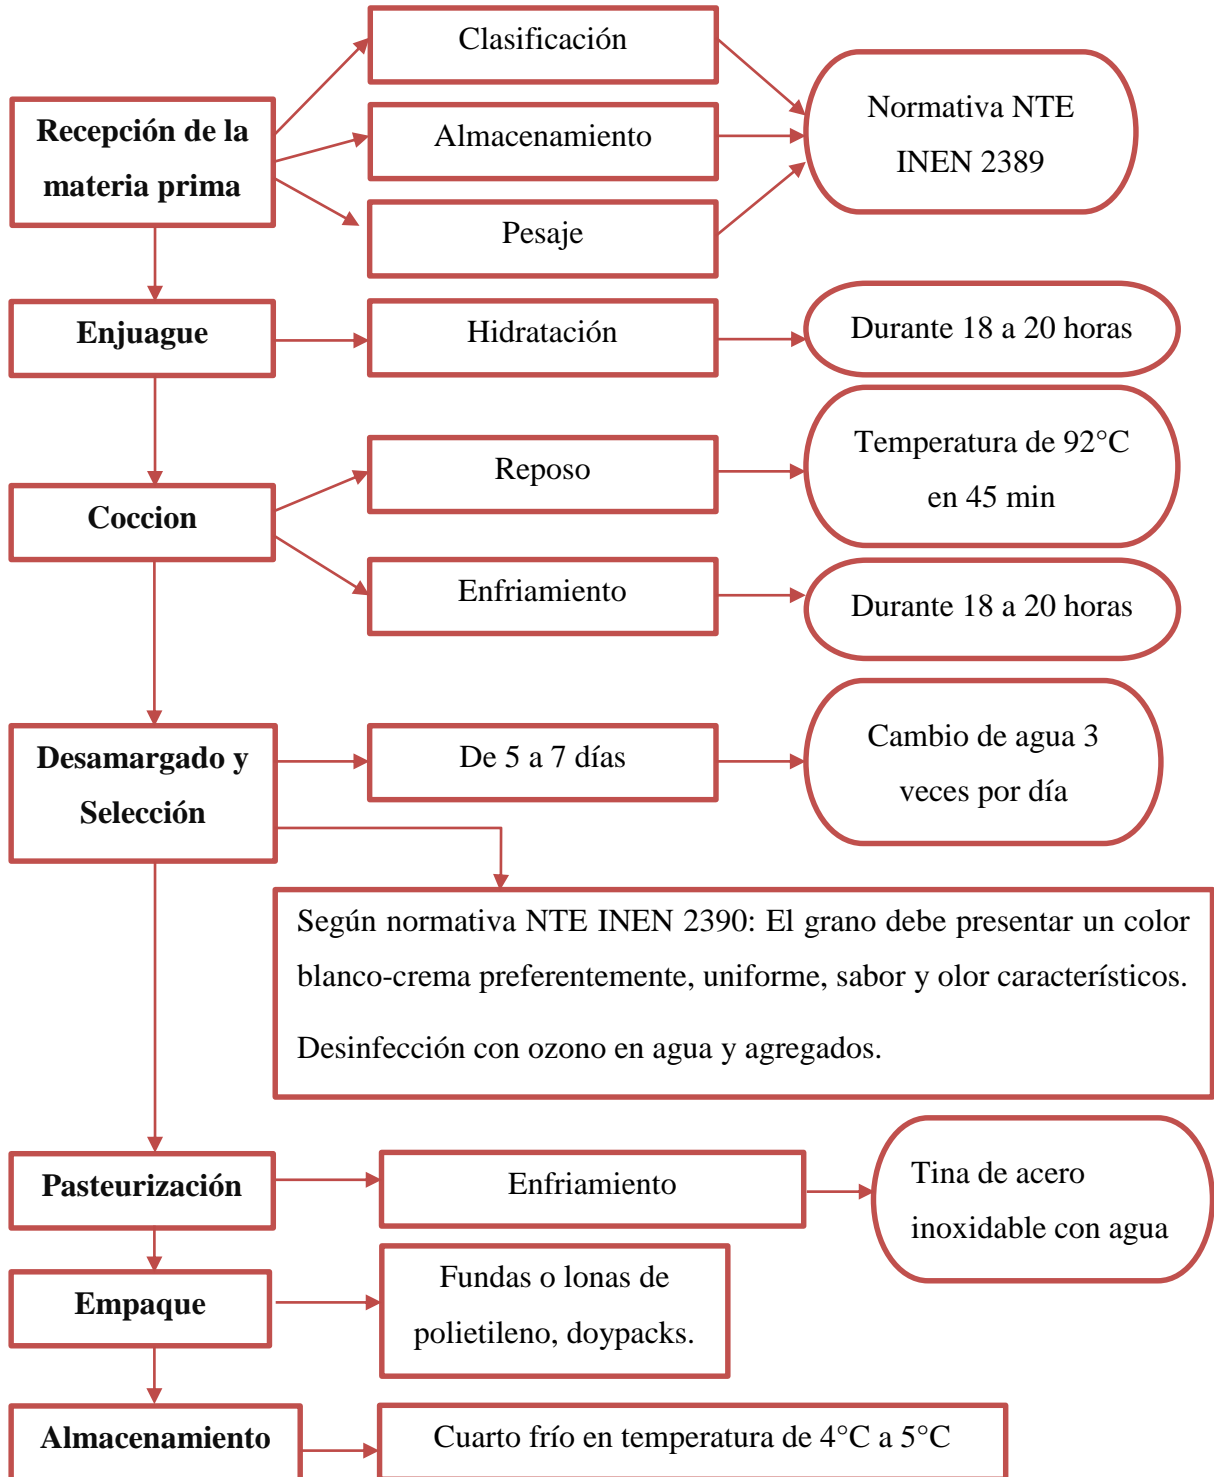 Clasificación
Recepción de la
materia prima
Almacenamiento
Pesaje
Normativa NTE
INEN 2389
Enjuague
Hidratación
Durante 18 a 20 horas
Coccion
Reposo
Temperatura de 92°C
en 45 min
Enfriamiento
Durante 18 a 20 horas
Desamargado y
Selección
De 5 a 7 días
Cambio de agua 3
veces por día
Según normativa NTE INEN 2390: El grano debe presentar un color
blanco-crema preferentemente, uniforme, sabor y olor característicos.
Desinfección con ozono en agua y agregados.
Pasteurización
Enfriamiento
Tina de acero
inoxidable con agua
Empaque
Fundas o lonas de
polietileno, doypacks.
Almacenamiento
Cuarto frío en temperatura de 4°C a 5°C